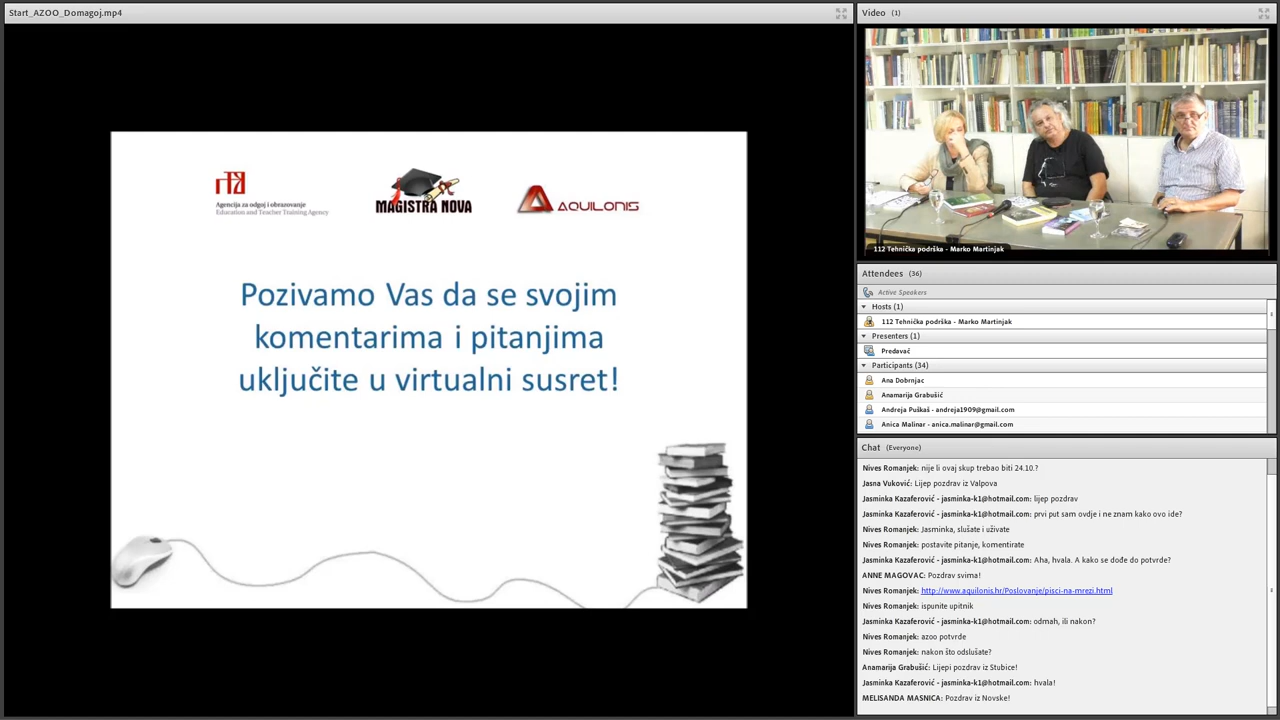 Start_AZOO_Domagoj.mp4
Agencija za odgoj i obrazovanje
Education and Teacher Training Agency
MAGISTRA NOVA
AQUILONIS
Pozivamo Vas da se svojim
komentarima i pitanjima
uključite u virtualni susret!
Video (1)
112 Tehnička podrška - Marko Martinjak
Attendees (36)
Active Speakers
Hosts (1)
112 Tehnička podrška - Marko Martinjak
Presenters (1)
Predavač
Participants (34)
Ana Dobrnjac
Anamarija Grabušić
Andreja Puškaš - andreja1909@gmail.com
Anica Malinar - anica.malinar@gmail.com
Chat (Everyone)
Nives Romanjek: nije li ovaj skup trebao biti 24.10.?
Jasna Vuković: Lijep pozdrav iz Valpova
Jasminka Kazaferović - jasminka-k1@hotmail.com: lijep pozdrav
Jasminka Kazaferović - jasminka-k1@hotmail.com: prvi put sam ovdje i ne znam kako ovo ide?
Nives Romanjek: Jasminka, slušate i uživate
Nives Romanjek: postavite pitanje, komentirate
Jasminka Kazaferović - jasminka-k1@hotmail.com: Aha, hvala. A kako se dođe do potvrde?
ANNE MAGOVAC: Pozdrav svima!
Nives Romanjek: http://www.aquilonis.hr/Poslovanje/pisci-na-mrezi.html
Nives Romanjek: ispunite upitnik
Jasminka Kazaferović - jasminka-k1@hotmail.com: odmah, ili nakon?
Nives Romanjek: azoo potvrde
Nives Romanjek: nakon što odslušate?
Anamarija Grabušić: Lijepi pozdrav iz Stubice!
Jasminka Kazaferović - jasminka-k1@hotmail.com: hvala!
MELISANDA MASNICA: Pozdrav iz Novske!